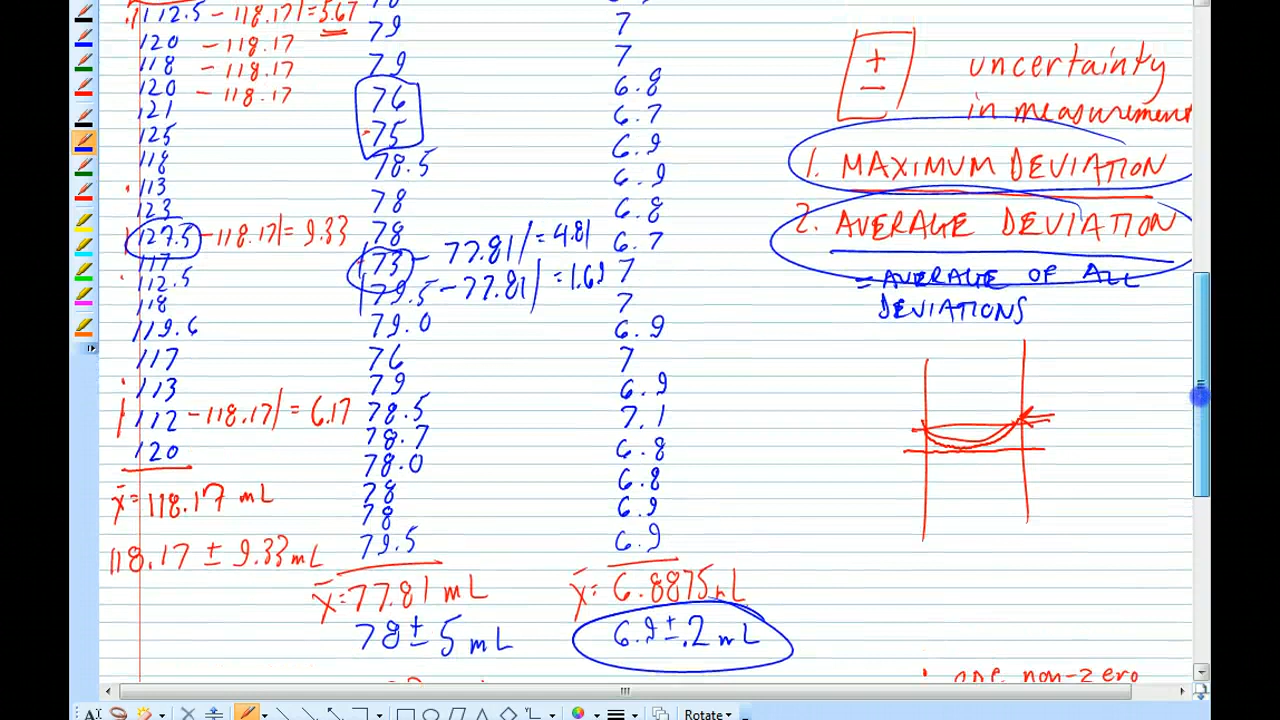 |112.5 - 118.17| = 5.67
120 - 118.17
118 - 118.17
120 - 118.17
121
125
118
113
123
|127.5 - 118.17| = 9.33
117
112.5
118
119.6
117
113
|112 - 118.17| = 6.17
120
x̄ = 118.17 mL
118.17 ± 9.33 mL
79
79
76
75
78.5
78
78
|73 - 77.81| = 4.81
|79.5 - 77.81| = 1.69
79.0
76
79
78.5
78.7
78.0
78
78
79.5
x̄ = 77.81 mL
78 ± 5 mL
7
7
6.8
6.7
6.9
6.9
6.8
6.7
7
7
6.9
7
6.9
7.1
6.8
6.8
6.9
6.9
x̄ = 6.8875 mL
6.9 ± .2 mL
+
−
uncertainty
in measurement
1. MAXIMUM DEVIATION
2. AVERAGE DEVIATION
= AVERAGE OF ALL
DEVIATIONS
one non-zero
Rotate